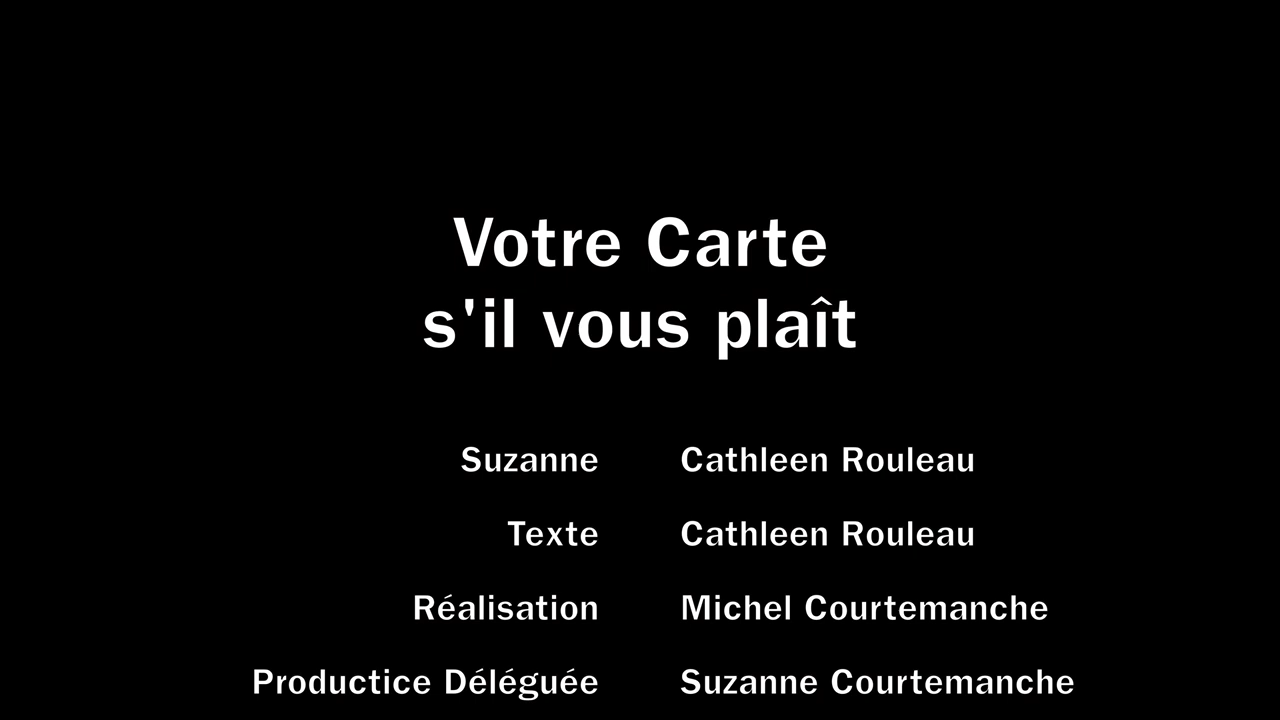 Votre Carte
s'il vous plaît
Suzanne Cathleen Rouleau
Texte Cathleen Rouleau
Réalisation Michel Courtemanche
Productice Déléguée Suzanne Courtemanche